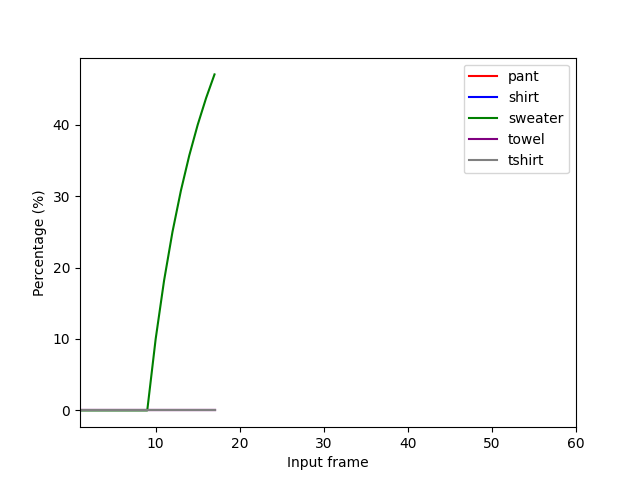 pant
shirt
sweater
towel
tshirt
Percentage (%)
40
30
20
10
0
10 20 30 40 50 60
Input frame